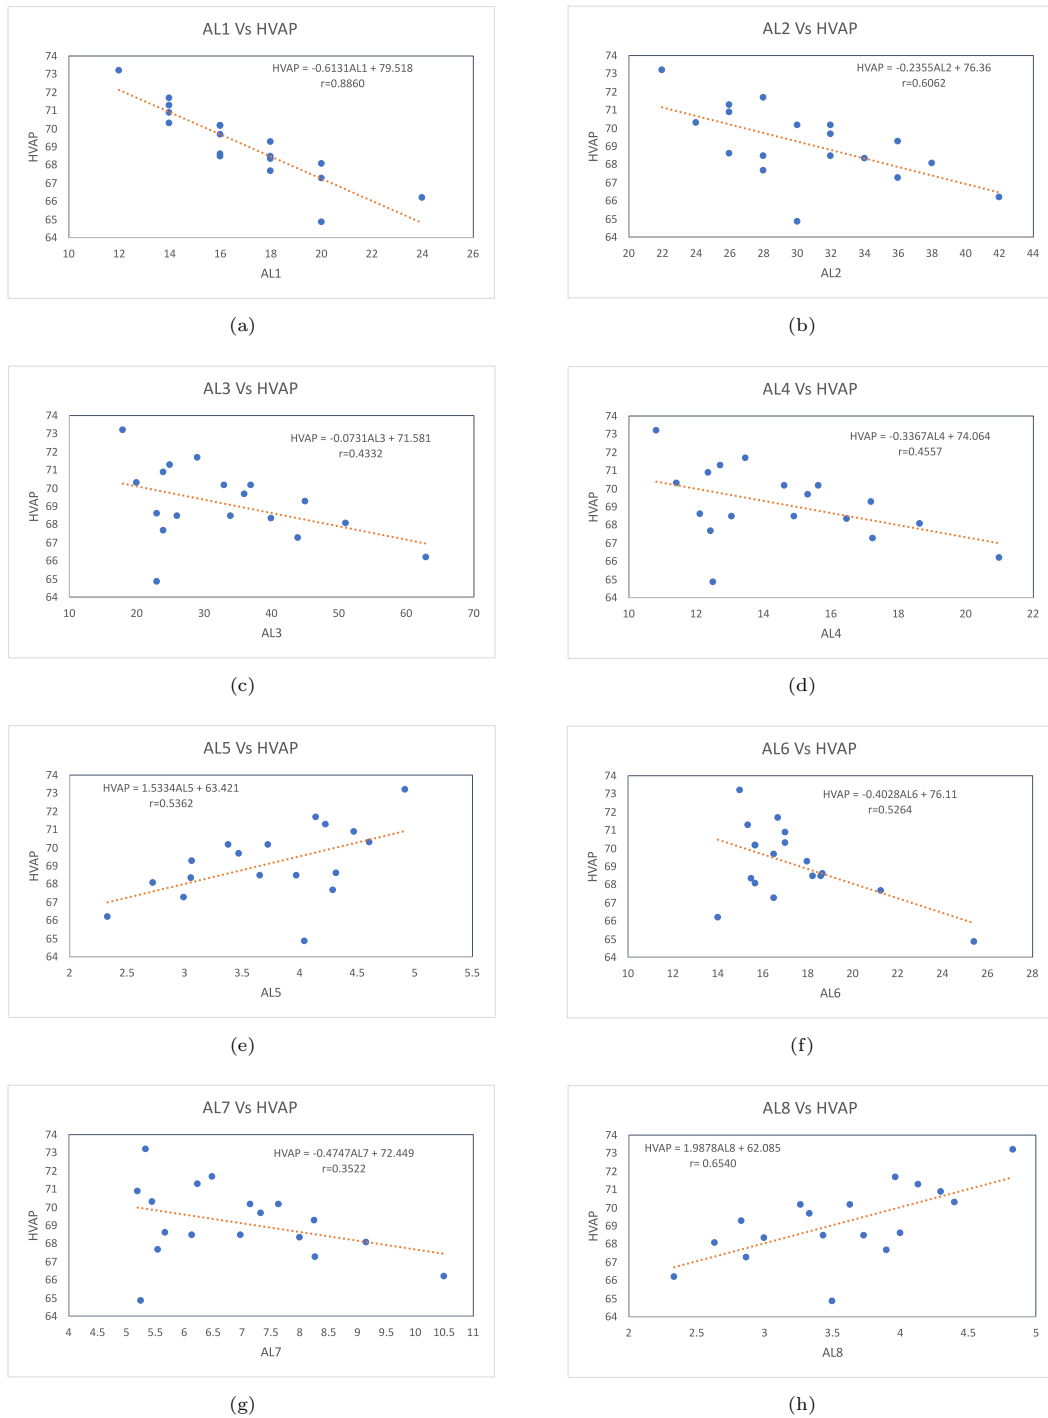 AL1 Vs HVAP
HVAP = -0.6131AL1 + 79.518
r=0.8860
HVAP
74
73
72
71
70
69
68
67
66
65
64
10 12 14 16 18 20 22 24 26
AL1
(a)
AL2 Vs HVAP
HVAP = -0.2355AL2 + 76.36
r=0.6062
HVAP
74
73
72
71
70
69
68
67
66
65
64
20 22 24 26 28 30 32 34 36 38 40 42 44
AL2
(b)
AL3 Vs HVAP
HVAP = -0.0731AL3 + 71.581
r=0.4332
HVAP
74
73
72
71
70
69
68
67
66
65
64
10 20 30 40 50 60 70
AL3
(c)
AL4 Vs HVAP
HVAP = -0.3367AL4 + 74.064
r=0.4557
HVAP
74
73
72
71
70
69
68
67
66
65
64
10 12 14 16 18 20 22
AL4
(d)
AL5 Vs HVAP
HVAP = 1.5334AL5 + 63.421
r=0.5362
HVAP
74
73
72
71
70
69
68
67
66
65
64
2 2.5 3 3.5 4 4.5 5 5.5
AL5
(e)
AL6 Vs HVAP
HVAP = -0.4028AL6 + 76.11
r=0.5264
HVAP
74
73
72
71
70
69
68
67
66
65
64
10 12 14 16 18 20 22 24 26 28
AL6
(f)
AL7 Vs HVAP
HVAP = -0.4747AL7 + 72.449
r=0.3522
HVAP
74
73
72
71
70
69
68
67
66
65
64
4 4.5 5 5.5 6 6.5 7 7.5 8 8.5 9 9.5 10 10.5 11
AL7
(g)
AL8 Vs HVAP
HVAP = 1.9878AL8 + 62.085
r= 0.6540
HVAP
74
73
72
71
70
69
68
67
66
65
64
2 2.5 3 3.5 4 4.5 5
AL8
(h)